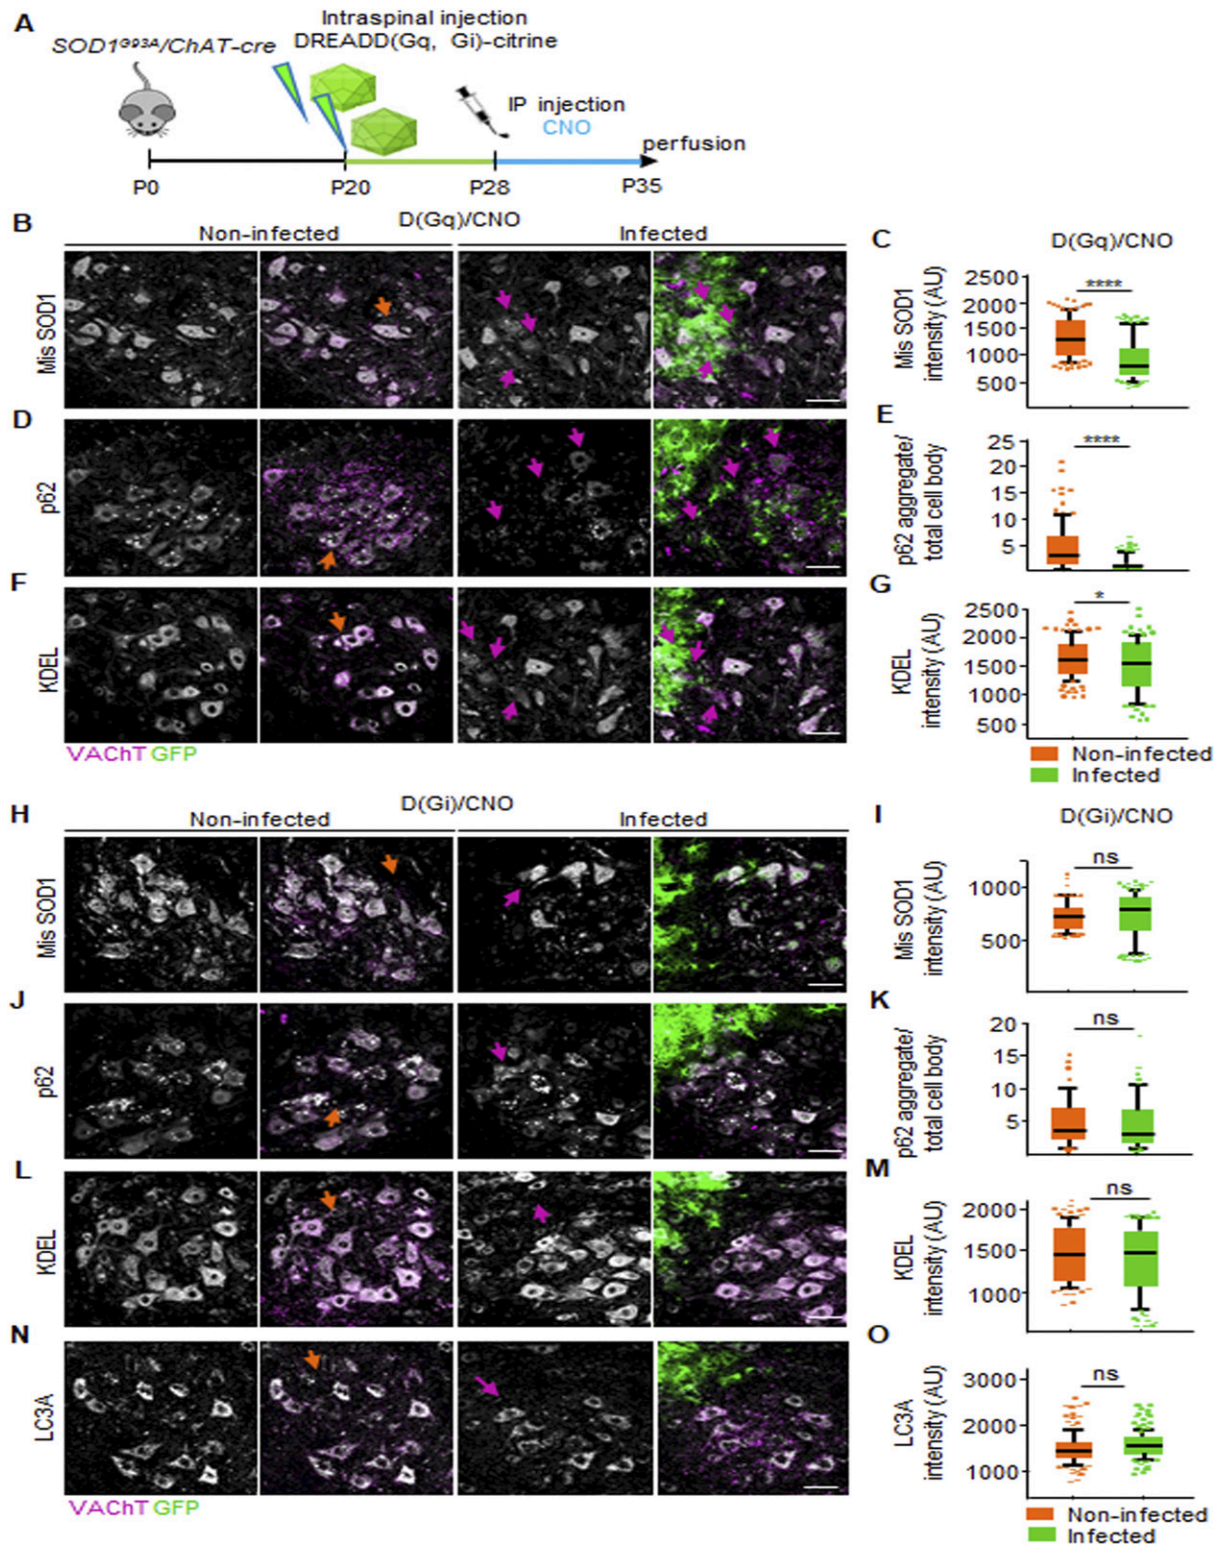 A
SOD1G93A/ChAT-cre
Intraspinal injection
DREADD(Gq, Gi)-citrine
IP injection
CNO
perfusion
P0
P20
P28
P35
B
D(Gq)/CNO
Non-infected
Infected
Mis SOD1
C
D(Gq)/CNO
Mis SOD1
intensity (AU)
2500
2000
1500
1000
500
****
D
p62
E
p62 aggregate/
total cell body
25
20
15
10
5
****
F
KDEL
G
KDEL
intensity (AU)
2500
2000
1500
1000
500
*
VAChT GFP
Non-infected
Infected
H
D(Gi)/CNO
Non-infected
Infected
Mis SOD1
I
D(Gi)/CNO
Mis SOD1
intensity (AU)
1000
500
ns
J
p62
K
p62 aggregate/
total cell body
20
15
10
5
ns
L
KDEL
M
KDEL
intensity (AU)
2000
1500
1000
ns
N
LC3A
O
LC3A
intensity (AU)
3000
2000
1000
ns
VAChT GFP
Non-infected
Infected